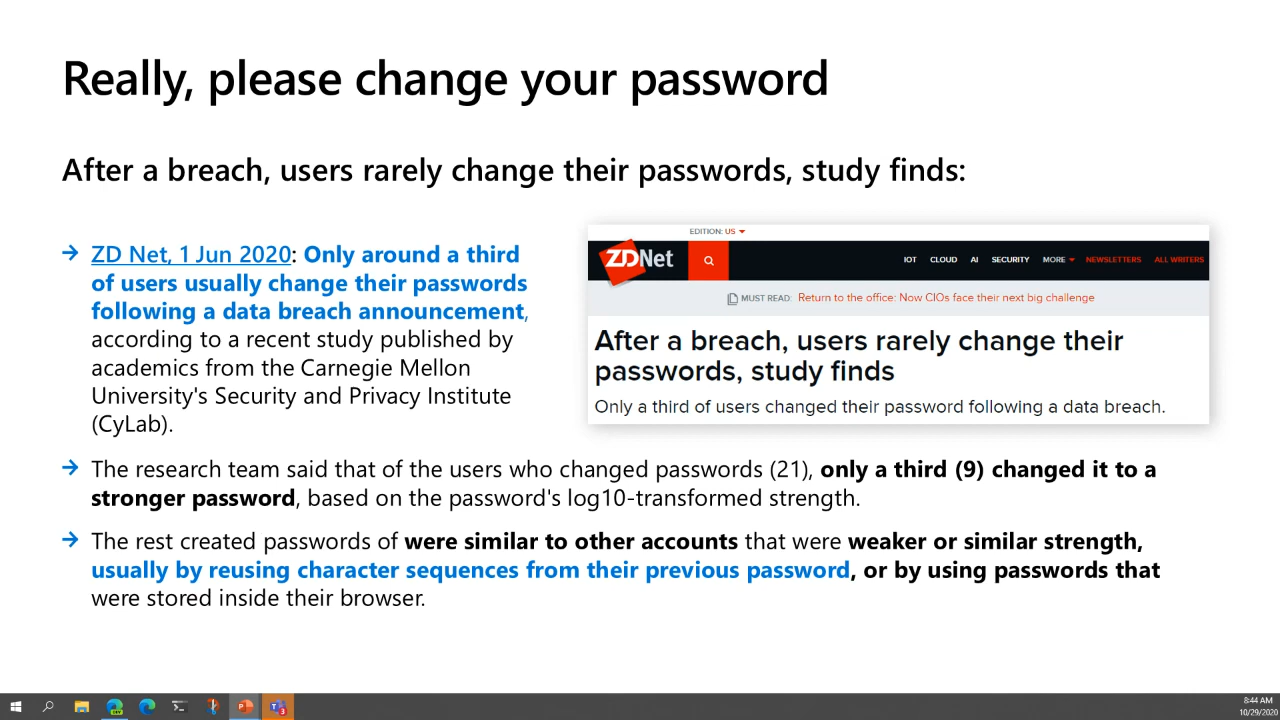 Really, please change your password
After a breach, users rarely change their passwords, study finds:
ZD Net, 1 Jun 2020: Only around a third
of users usually change their passwords
following a data breach announcement,
according to a recent study published by
academics from the Carnegie Mellon
University's Security and Privacy Institute
(CyLab).
EDITION: US
ZDNet
IOT CLOUD AI SECURITY MORE NEWSLETTERS ALL WRITERS
MUST READ: Return to the office: Now CIOs face their next big challenge
After a breach, users rarely change their
passwords, study finds
Only a third of users changed their password following a data breach.
The research team said that of the users who changed passwords (21), only a third (9) changed it to a
stronger password, based on the password's log10-transformed strength.
The rest created passwords of were similar to other accounts that were weaker or similar strength,
usually by reusing character sequences from their previous password, or by using passwords that
were stored inside their browser.
8:44 AM
10/29/2020